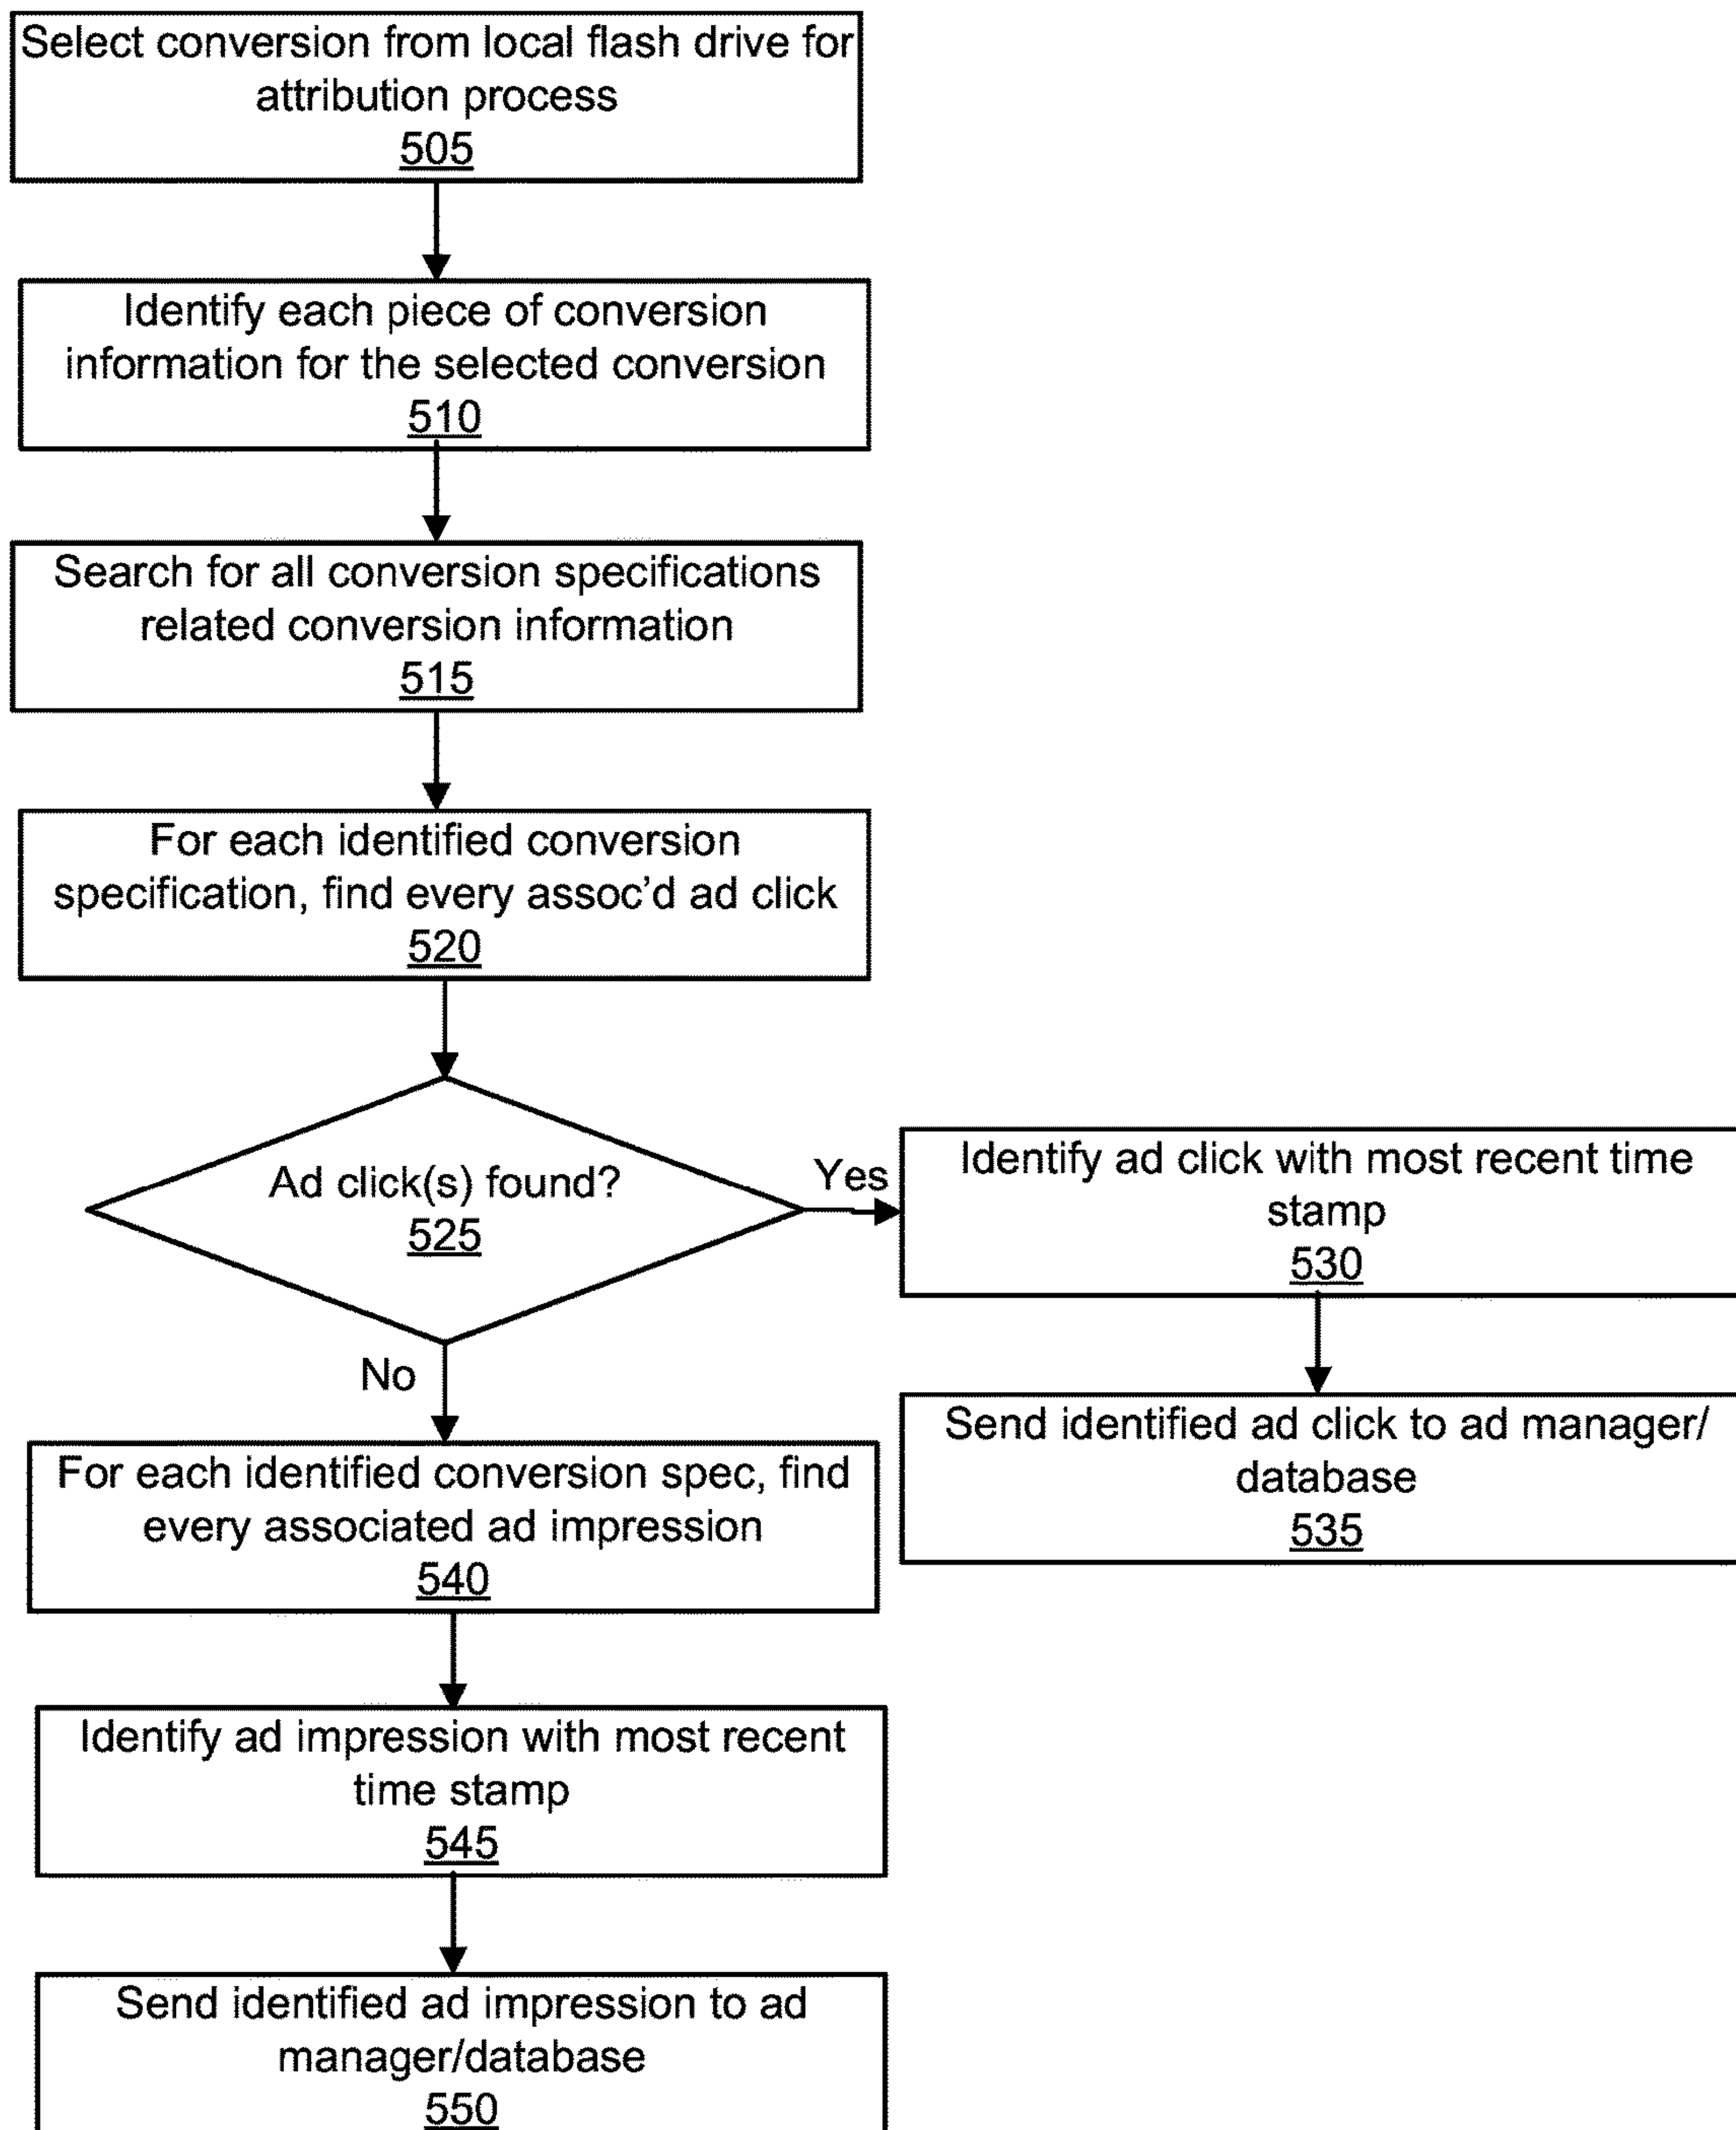 Select conversion from local flash drive for
attribution process
505
Identify each piece of conversion
information for the selected conversion
510
Search for all conversion specifications
related conversion information
515
For each identified conversion
specification, find every assoc'd ad click
520
Ad click(s) found?
525
Yes
Identify ad click with most recent time
stamp
530
Send identified ad click to ad manager/
database
535
No
For each identified conversion spec, find
every associated ad impression
540
Identify ad impression with most recent
time stamp
545
Send identified ad impression to ad
manager/database
550